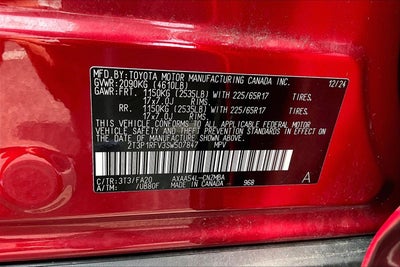 MFD.BY:TOYOTA MOTOR MANUFACTURING CANADA INC. 12/24
GVWR:2090KG (4610LB)
GAWR:FRT. 1150KG (2535LB) WITH 225/65R17 TIRES.
17x7.0J RIMS.
RR. 1150KG (2535LB) WITH 225/65R17 TIRES.
17x7.0J RIMS.
THIS VEHICLE CONFORMS TO ALL APPLICABLE FEDERAL MOTOR
VEHICLE SAFETY AND BUMPER STANDARDS IN EFFECT ON
THE DATE OF MANUFACTURE SHOWN ABOVE.
2T3P1RFV3SW507847 MPV
C/TR:3T3/FA20 AXAA54L-CNZMBA A
A/TM: /UB80F MADE IN CANADA 968